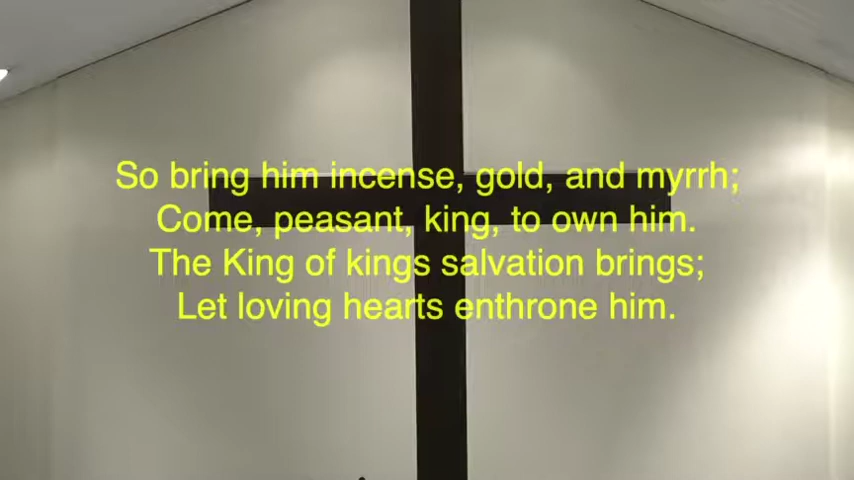 So bring him incense, gold, and myrrh;
Come, peasant, king, to own him.
The King of kings salvation brings;
Let loving hearts enthrone him.